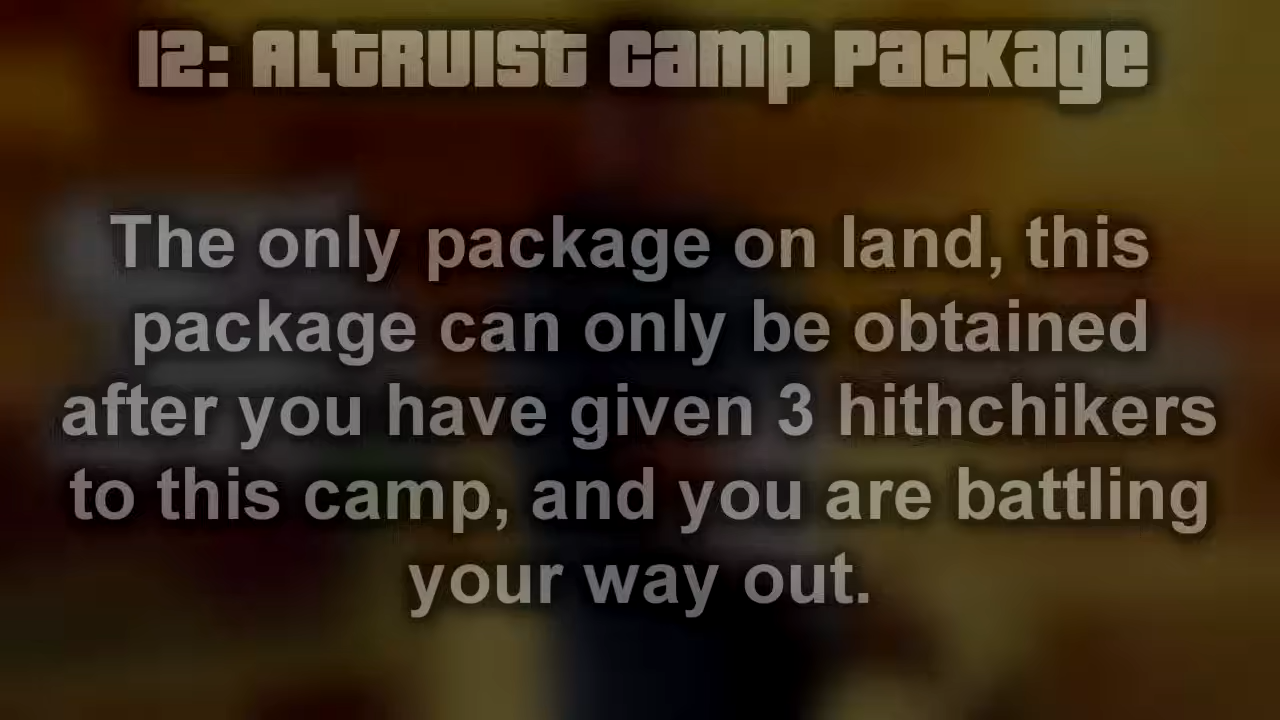 12: Altruist Camp Package
The only package on land, this
package can only be obtained
after you have given 3 hithchikers
to this camp, and you are battling
your way out.